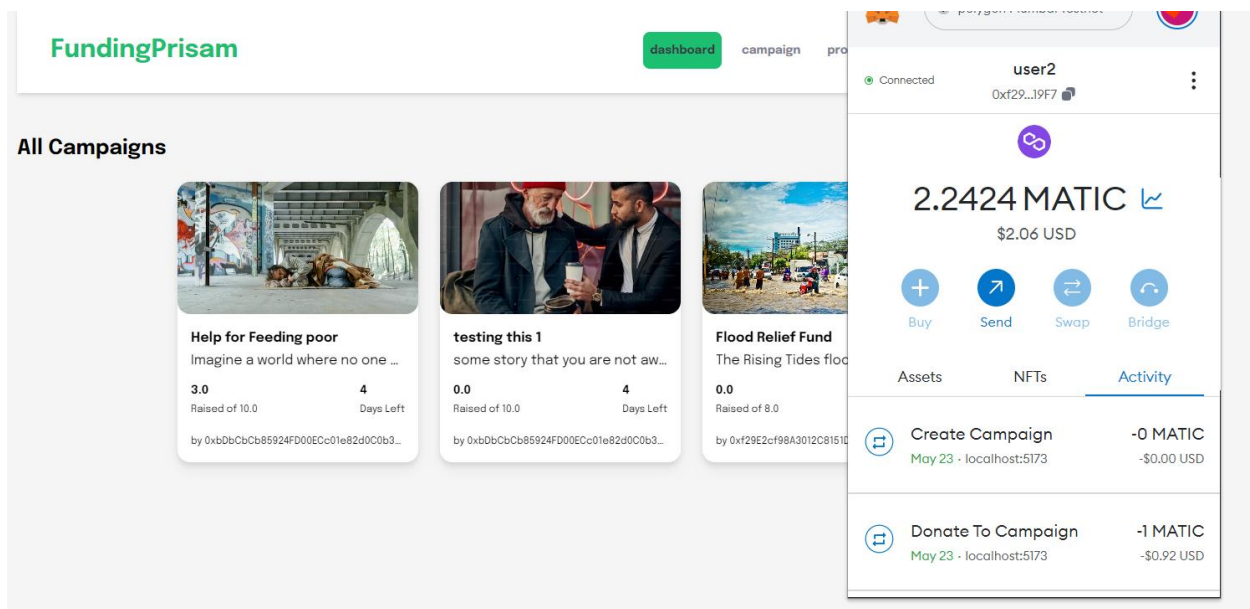 FundingPrisam
dashboard campaign pro
All Campaigns
Help for Feeding poor
Imagine a world where no one ...
3.0 4
Raised of 10.0 Days Left
by 0xbDbCbCb85924FD00ECc01e82d0C0b3...
testing this 1
some story that you are not aw...
0.0 4
Raised of 10.0 Days Left
by 0xbDbCbCb85924FD00ECc01e82d0C0b3...
Flood Relief Fund
The Rising Tides floo
0.0
Raised of 8.0
by 0xf29E2cf98A3012C8151D
Connected
user2
0xf29...19F7
2.2424 MATIC
$2.06 USD
Buy Send Swap Bridge
Assets NFTs Activity
Create Campaign -0 MATIC
May 23 · localhost:5173 -$0.00 USD
Donate To Campaign -1 MATIC
May 23 · localhost:5173 -$0.92 USD